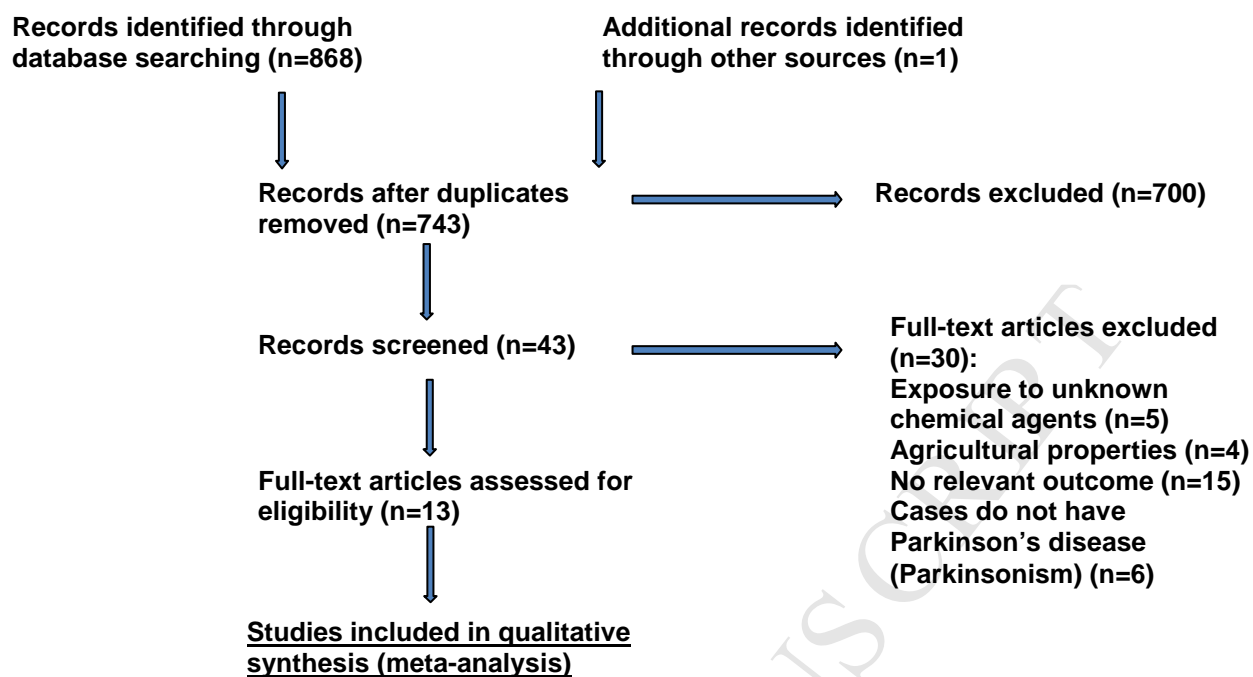 Records identified through
database searching (n=868)
Additional records identified
through other sources (n=1)
Records after duplicates
removed (n=743)
Records excluded (n=700)
Records screened (n=43)
Full-text articles excluded
(n=30):
Exposure to unknown
chemical agents (n=5)
Agricultural properties (n=4)
No relevant outcome (n=15)
Cases do not have
Parkinson’s disease
(Parkinsonism) (n=6)
Full-text articles assessed for
eligibility (n=13)
Studies included in qualitative
synthesis (meta-analysis)
USCRIPT